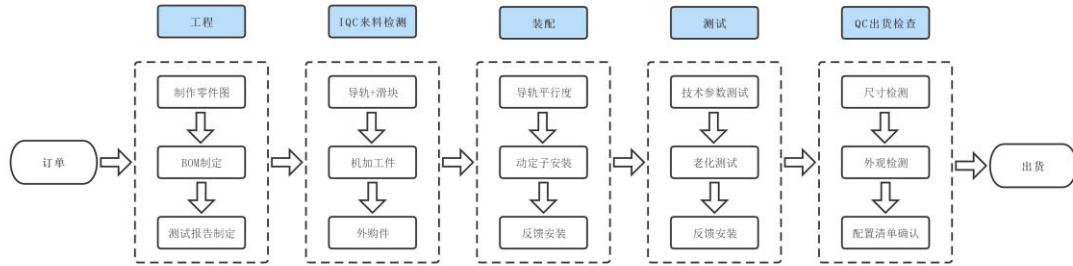 工程
IQC来料检测
装配
测试
QC出货检查
制作零件图
导轨+滑块
导轨平行度
技术参数测试
尺寸检测
订单
BOM制定
机加工件
动定子安装
老化测试
外观检测
出货
测试报告制定
外购件
反馈安装
反馈安装
配置清单确认